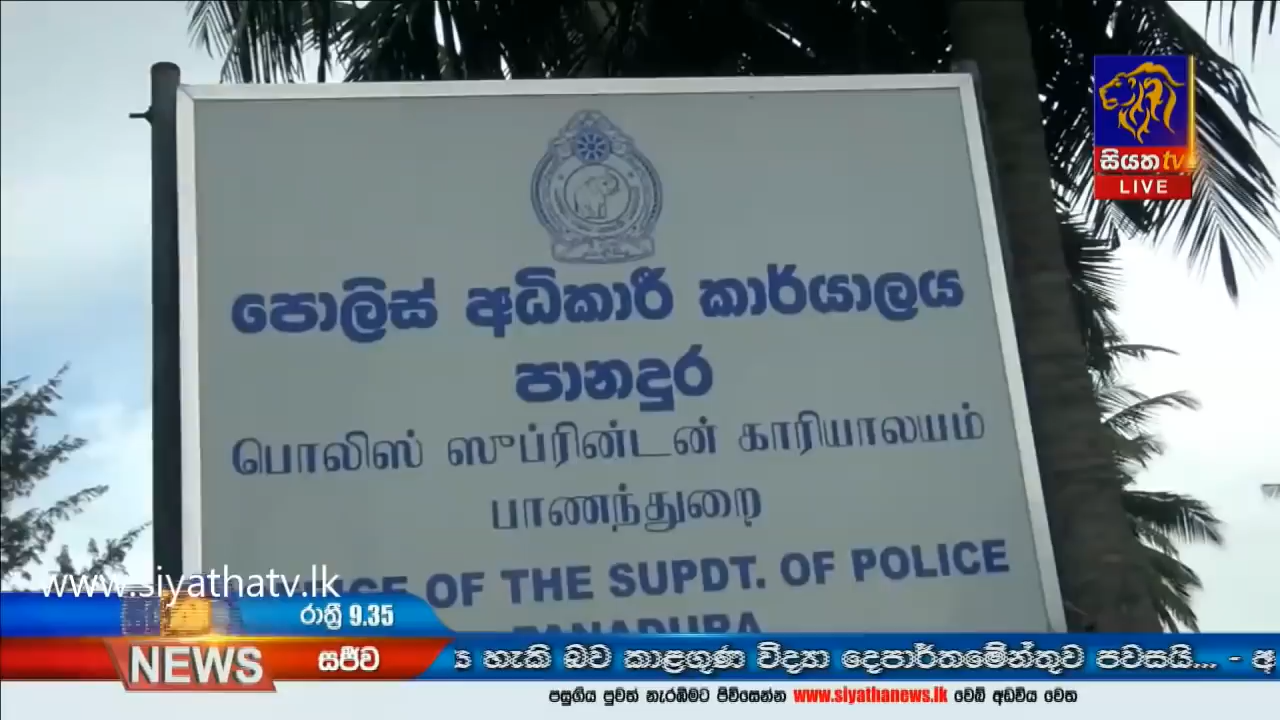 සියත tv
LIVE
පොලිස් අධිකාරී කාර්යාලය
පානදුර
பொலிஸ் ஸுப்ரின்டன் காரியாலயம்
பாணந்துறை
OF THE SUPDT. OF POLICE
PANADURA
www.siyathatv.lk
රාත්‍රී 9.35
NEWS
සජීව
හැකි බව කාළගුණ විද්‍යා දෙපාර්තමේන්තුව පවසයි... -
පසුගිය පුවත් නැරඹීමට පිවිසෙන්න www.siyathanews.lk වෙබ් අඩවිය වෙත